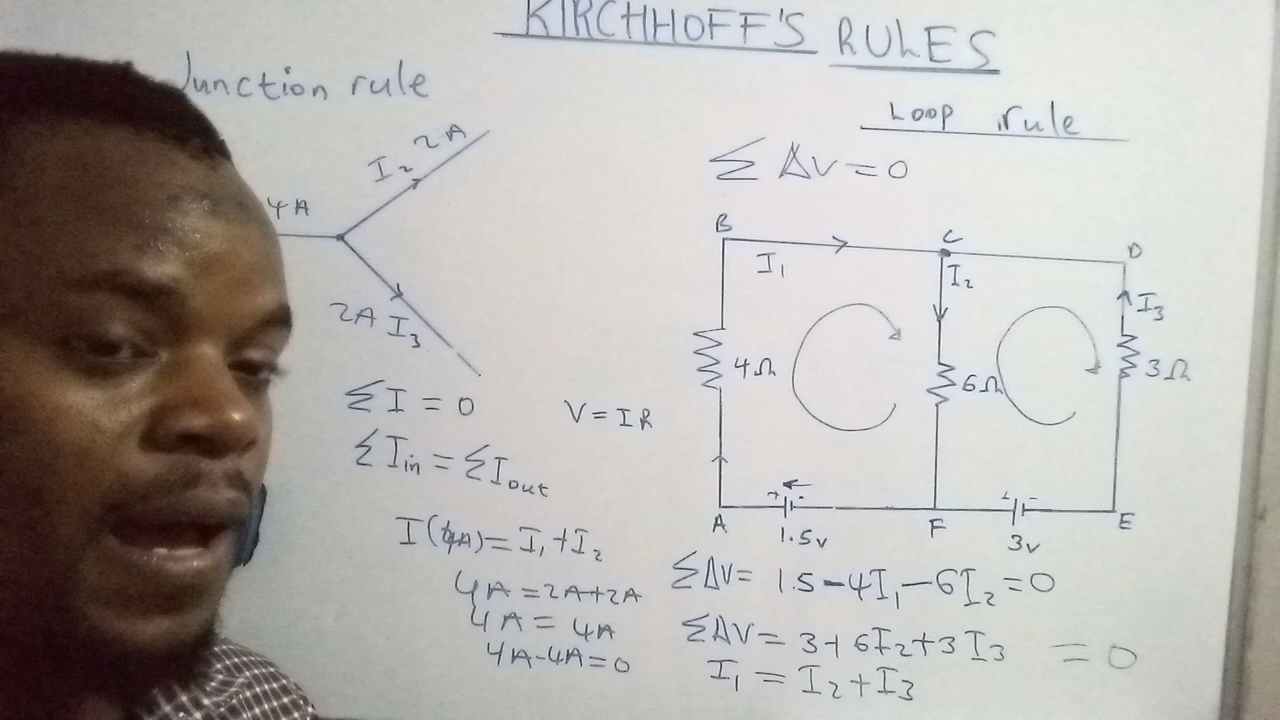 KIRCHHOFF'S RULES
Junction rule
4A
I₂ 2A
2A I₃
ΣI = 0
ΣIin = ΣIout
I(4A) = I₁+I₂
4A = 2A+2A
4A = 4A
4A-4A=0
V = IR
Loop rule
Σ ΔV = 0
B
C
D
I₁
I₂
I₃
4Ω
6Ω
3Ω
+ -
+ -
A
F
E
1.5v
3v
ΣΔV = 1.5-4I₁-6I₂=0
ΣΔV = 3+6I₂+3I₃ = 0
I₁ = I₂+I₃